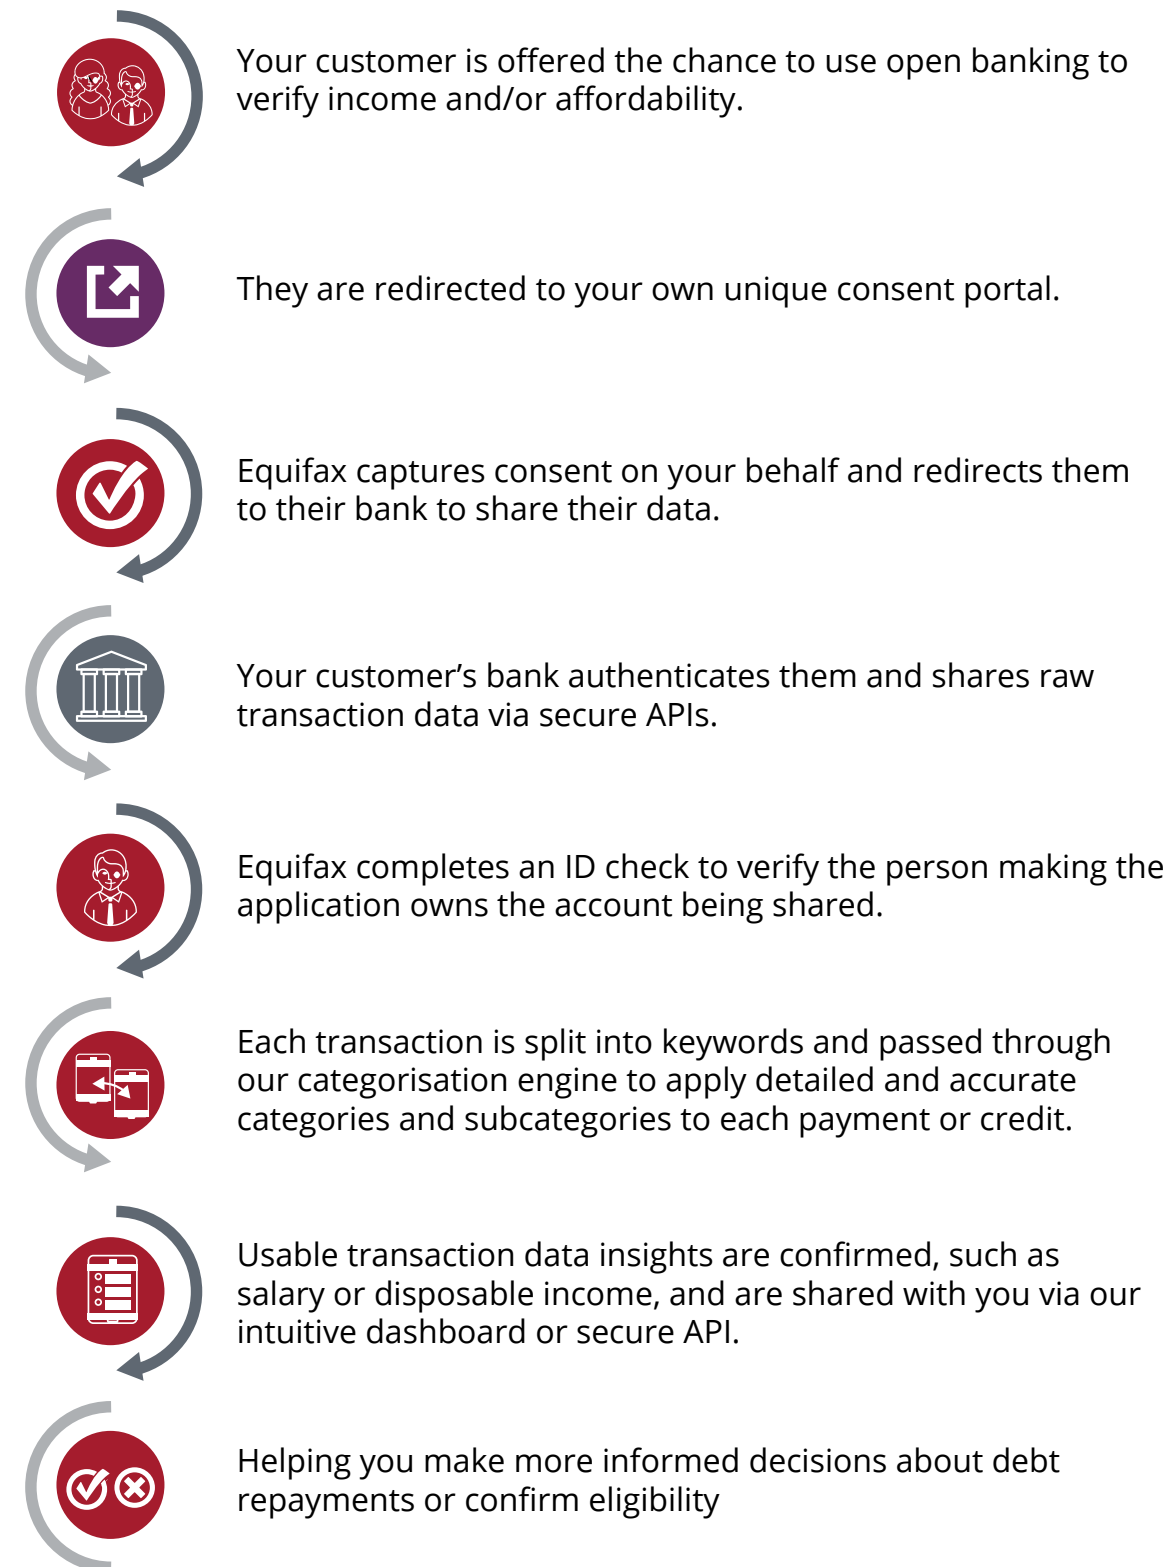 Your customer is offered the chance to use open banking to
verify income and/or affordability.
They are redirected to your own unique consent portal.
Equifax captures consent on your behalf and redirects them
to their bank to share their data.
Your customer’s bank authenticates them and shares raw
transaction data via secure APIs.
Equifax completes an ID check to verify the person making the
application owns the account being shared.
Each transaction is split into keywords and passed through
our categorisation engine to apply detailed and accurate
categories and subcategories to each payment or credit.
Usable transaction data insights are confirmed, such as
salary or disposable income, and are shared with you via our
intuitive dashboard or secure API.
Helping you make more informed decisions about debt
repayments or confirm eligibility